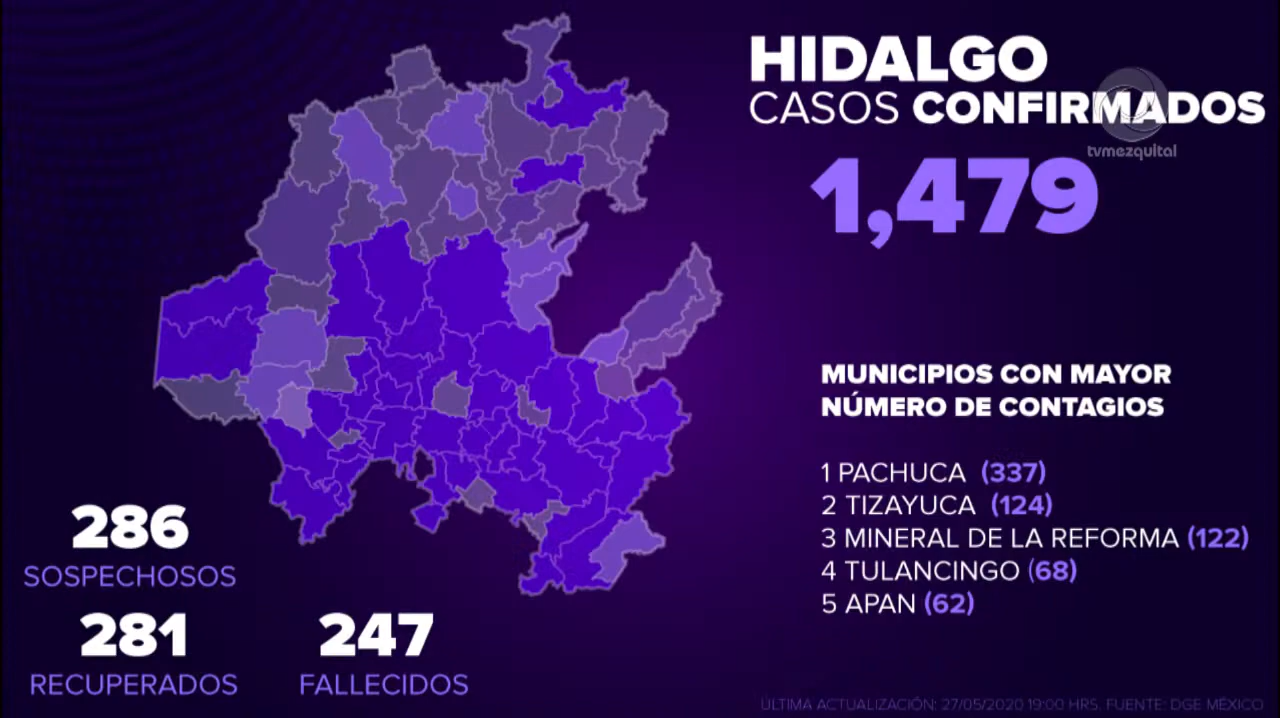 HIDALGO
CASOS CONFIRMADOS
tvmezquital
1,479
MUNICIPIOS CON MAYOR
NÚMERO DE CONTAGIOS
1 PACHUCA (337)
2 TIZAYUCA (124)
3 MINERAL DE LA REFORMA (122)
4 TULANCINGO (68)
5 APAN (62)
286
SOSPECHOSOS
281
RECUPERADOS
247
FALLECIDOS
ÚLTIMA ACTUALIZACIÓN: 27/05/2020 19:00 HRS. FUENTE: DGE MÉXICO